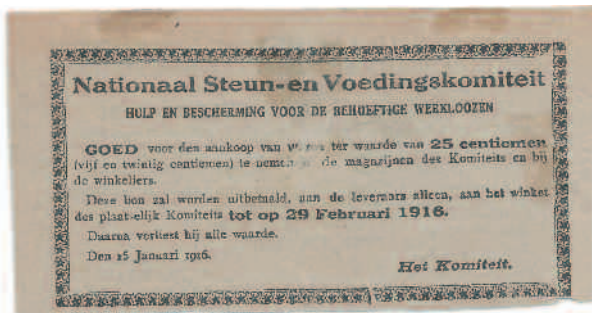 Nationaal Steun- en Voedingskomiteit
HULP EN BESCHERMING VOOR DE BEHOEFTIGE WERKLOOZEN
GOED voor den aankoop van ter waarde van 25 centiemen
(vijf en twintig centiemen) te nemen de magazijnen des Komiteits en bij
de winkeliers.
Deze bon zal worden uitbetaald, aan de leveraars alleen, aan het winket
des plaatselijk Komiteits tot op 29 Februari 1916.
Daarna verliest hij alle waarde.
Den 15 Januari 1916.
Het Komiteit.